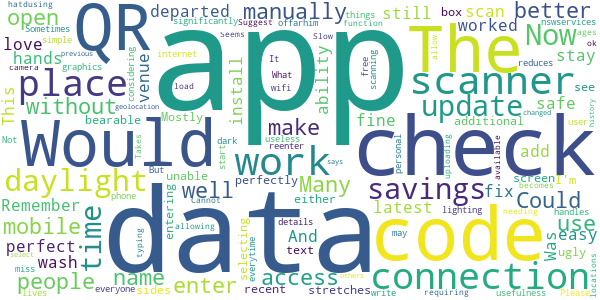 hatdusing
Sometimes
simple
graphics
QR
departed
This
open
love
camera
previous
hands
place
venue
considering
significantly
things
function
manually
Mostly
Slow
Seems
Suggest
offarhim
box
app
It
What
wifi
free
scanning
internet
load
ability
install
still
scan
allow
The
worked
better
nswservices
ages
ok
Now
stay
scanner
update
safe
see
history
additional
fine
make
without
bearable
Takes
geolocation
Not
Would
dark
useless
reenter
says
start
work
Many
personal
uploading
available
changed
user
add
check
daylight
well
But
unable
perfectly
Remember
Cannot
entering
phone
typing
allowing
mobile
time
select
perfect
wash
sides
miss
everyone
lives
people
name
enter
recent
stretches
selecting
everytime
access
And
text
details
either
data
lighting
savings
latest
fix
screen
I'm
becomes
Could
Was
use
easy
ugly
handles
code
connection
may
write
requiring
reduces
needing
usefulness
Please
locations
others